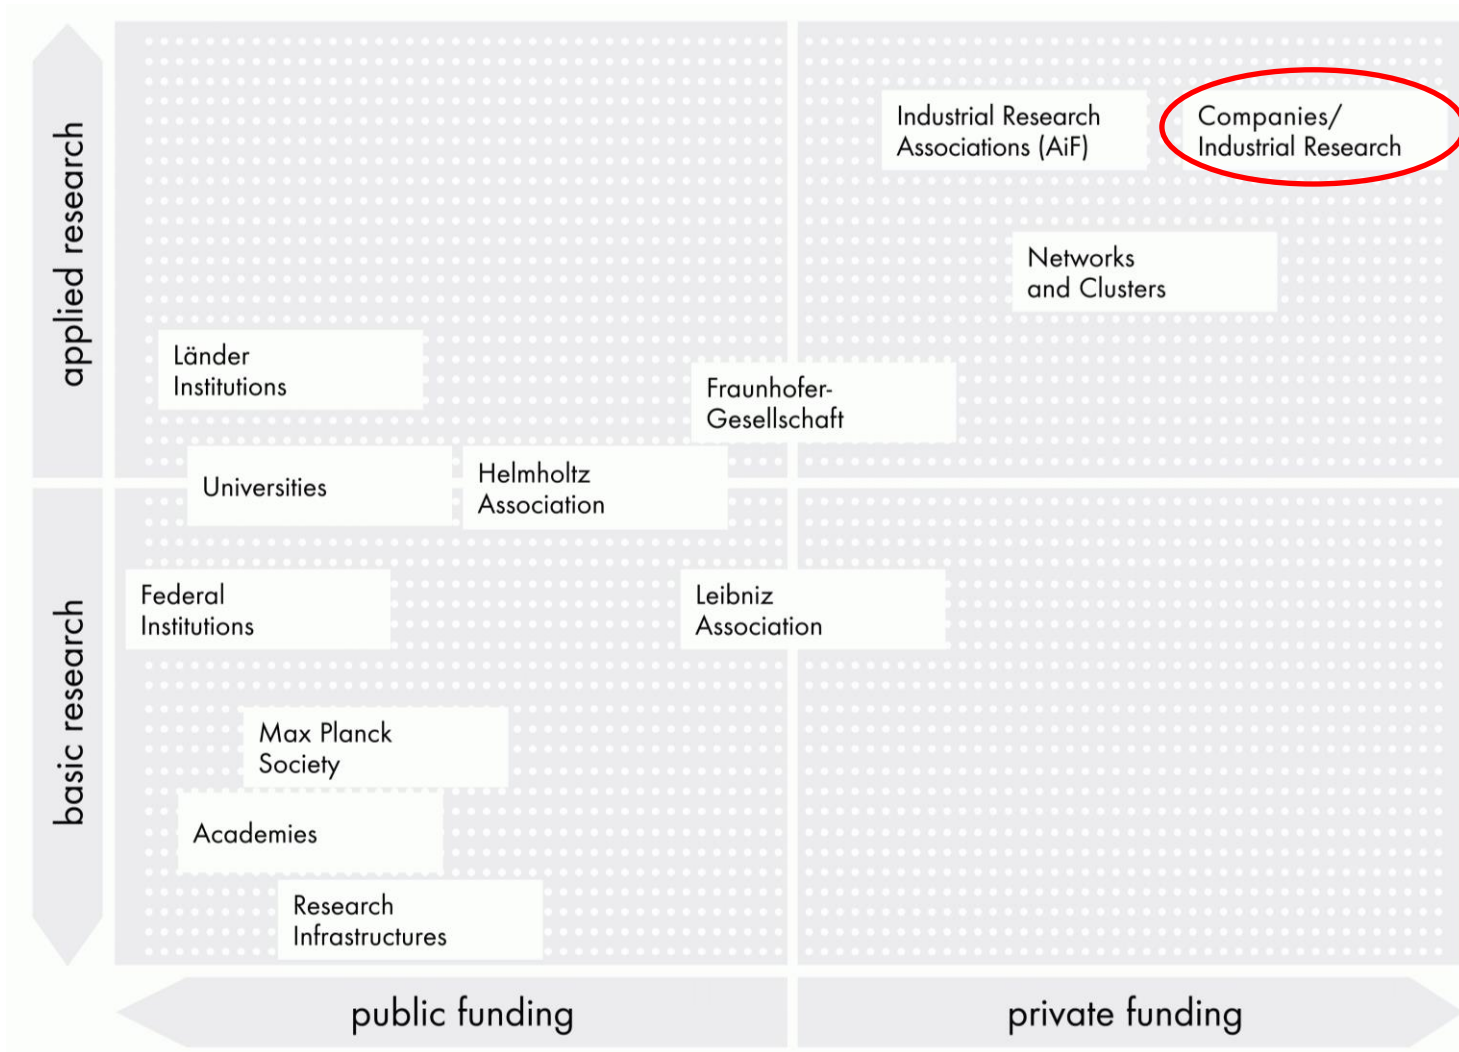 applied research
basic research
Industrial Research
Associations (AiF)
Companies/
Industrial Research
Networks
and Clusters
Länder
Institutions
Fraunhofer-
Gesellschaft
Universities
Helmholtz
Association
Federal
Institutions
Leibniz
Association
Max Planck
Society
Academies
Research
Infrastructures
public funding
private funding